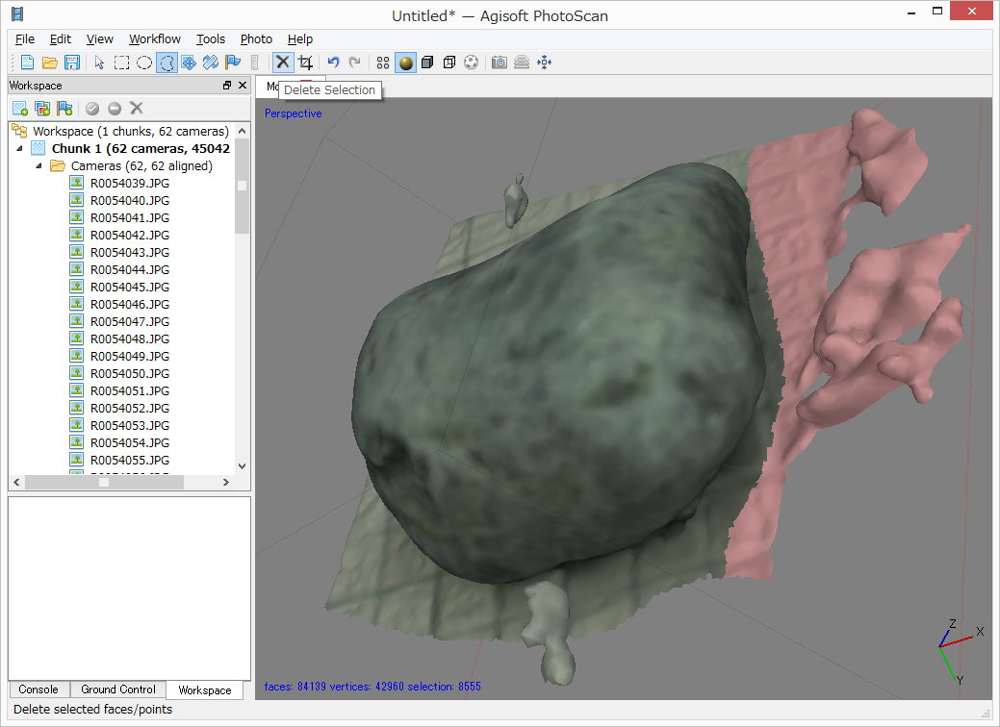 Untitled* — Agisoft PhotoScan
File Edit View Workflow Tools Photo Help
Workspace
Mo
Delete Selection
Perspective
Workspace (1 chunks, 62 cameras)
Chunk 1 (62 cameras, 45042
Cameras (62, 62 aligned)
R0054039.JPG
R0054040.JPG
R0054041.JPG
R0054042.JPG
R0054043.JPG
R0054044.JPG
R0054045.JPG
R0054046.JPG
R0054047.JPG
R0054048.JPG
R0054049.JPG
R0054050.JPG
R0054051.JPG
R0054052.JPG
R0054053.JPG
R0054054.JPG
R0054055.JPG
Z
X
Y
faces: 84139 vertices: 42960 selection: 8555
Console Ground Control Workspace
Delete selected faces/points